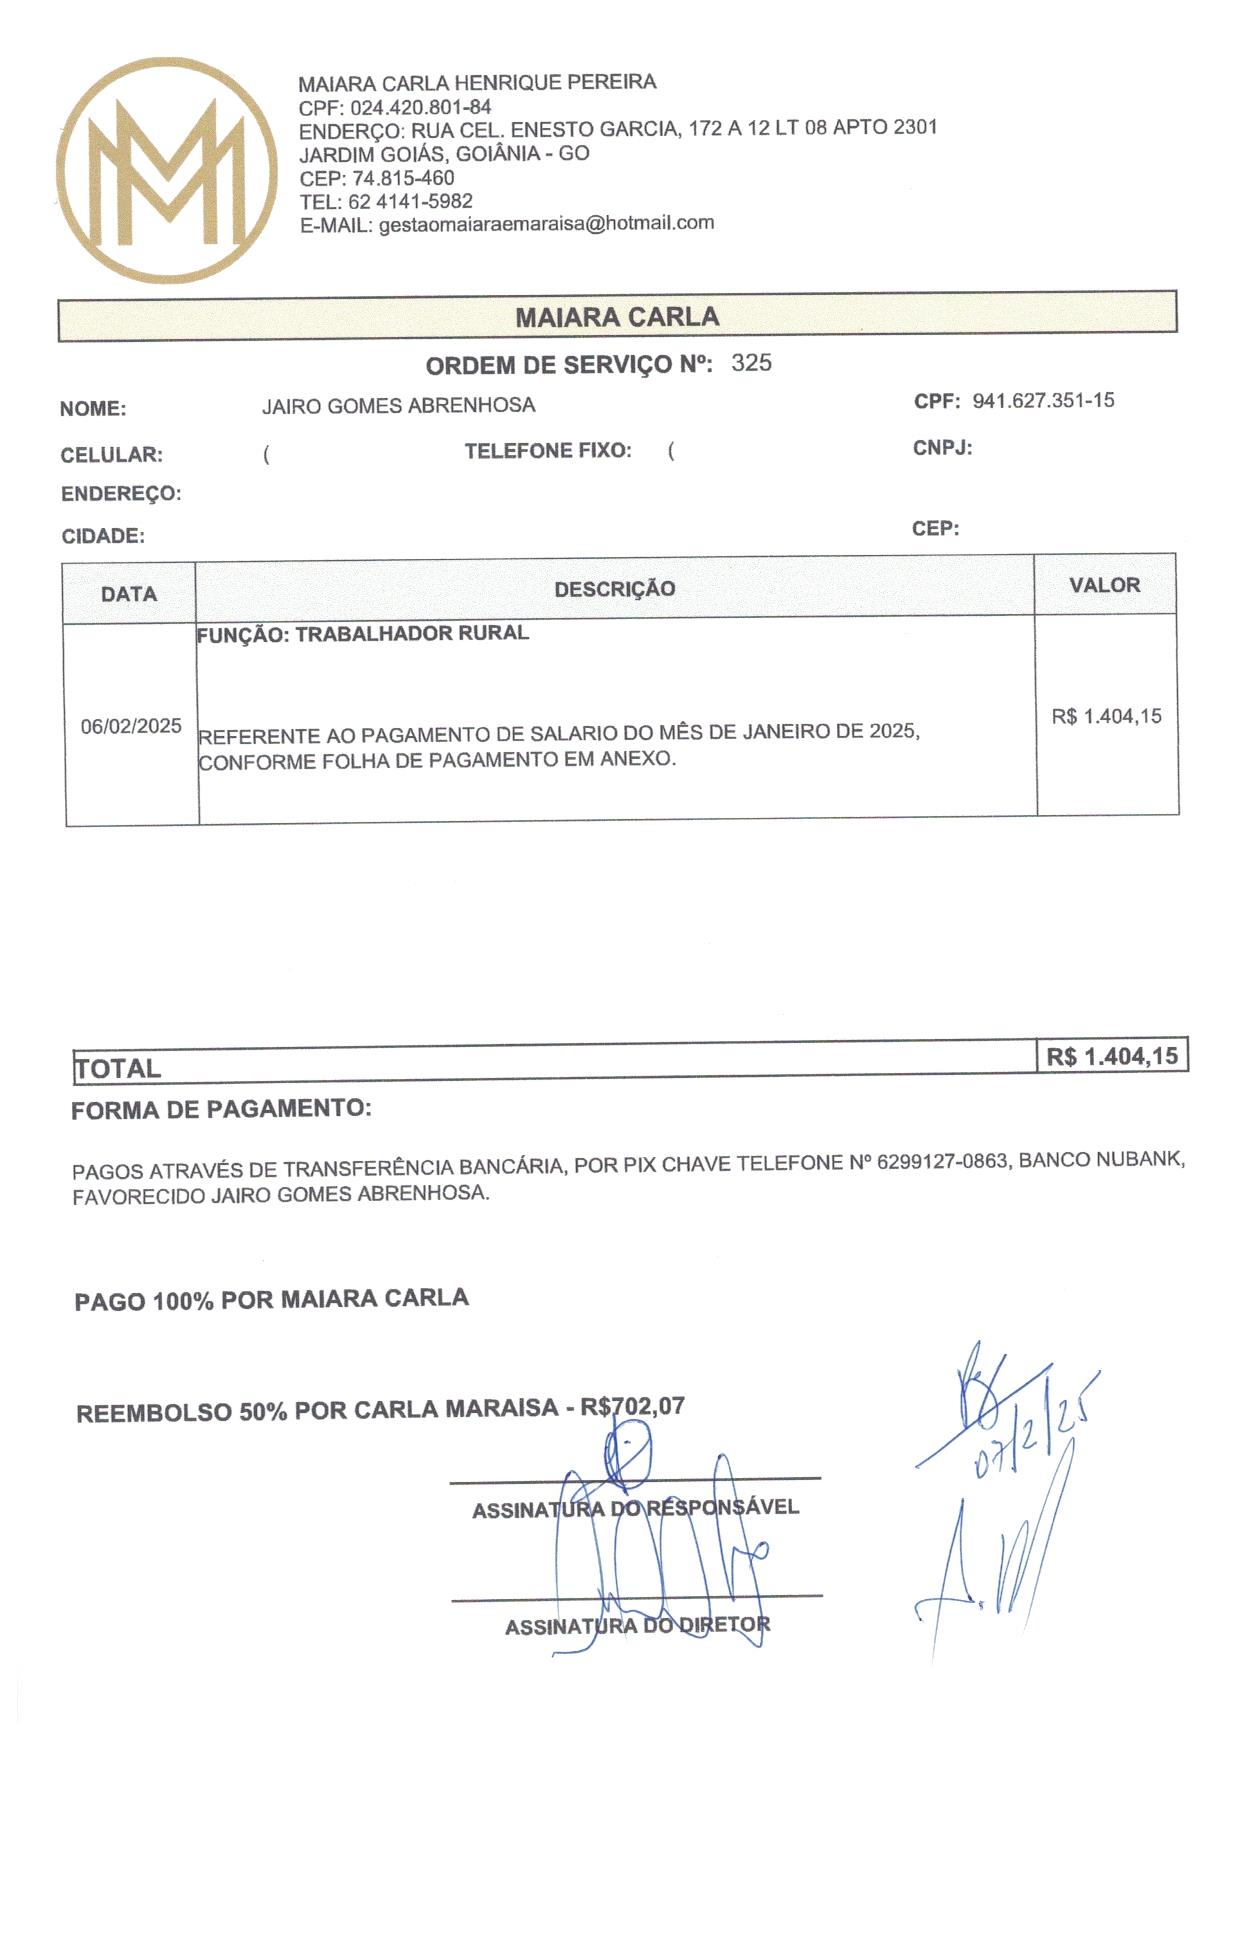 MM
MAIARA CARLA HENRIQUE PEREIRA
CPF: 024.420.801-84
ENDERÇO: RUA CEL. ENESTO GARCIA, 172 A 12 LT 08 APTO 2301
JARDIM GOIÁS, GOIÂNIA - GO
CEP: 74.815-460
TEL: 62 4141-5982
E-MAIL: gestaomaiaraemaraisa@hotmail.com
MAIARA CARLA
ORDEM DE SERVIÇO Nº: 325
NOME: JAIRO GOMES ABRENHOSA CPF: 941.627.351-15
CELULAR: ( TELEFONE FIXO: ( CNPJ:
ENDEREÇO:
CIDADE: CEP:
DATA DESCRIÇÃO VALOR
FUNÇÃO: TRABALHADOR RURAL
06/02/2025 REFERENTE AO PAGAMENTO DE SALARIO DO MÊS DE JANEIRO DE 2025, R$ 1.404,15
CONFORME FOLHA DE PAGAMENTO EM ANEXO.
TOTAL R$ 1.404,15
FORMA DE PAGAMENTO:
PAGOS ATRAVÉS DE TRANSFERÊNCIA BANCÁRIA, POR PIX CHAVE TELEFONE Nº 6299127-0863, BANCO NUBANK,
FAVORECIDO JAIRO GOMES ABRENHOSA.
PAGO 100% POR MAIARA CARLA
REEMBOLSO 50% POR CARLA MARAISA - R$702,07
07/2/25
ASSINATURA DO RESPONSÁVEL
ASSINATURA DO DIRETOR